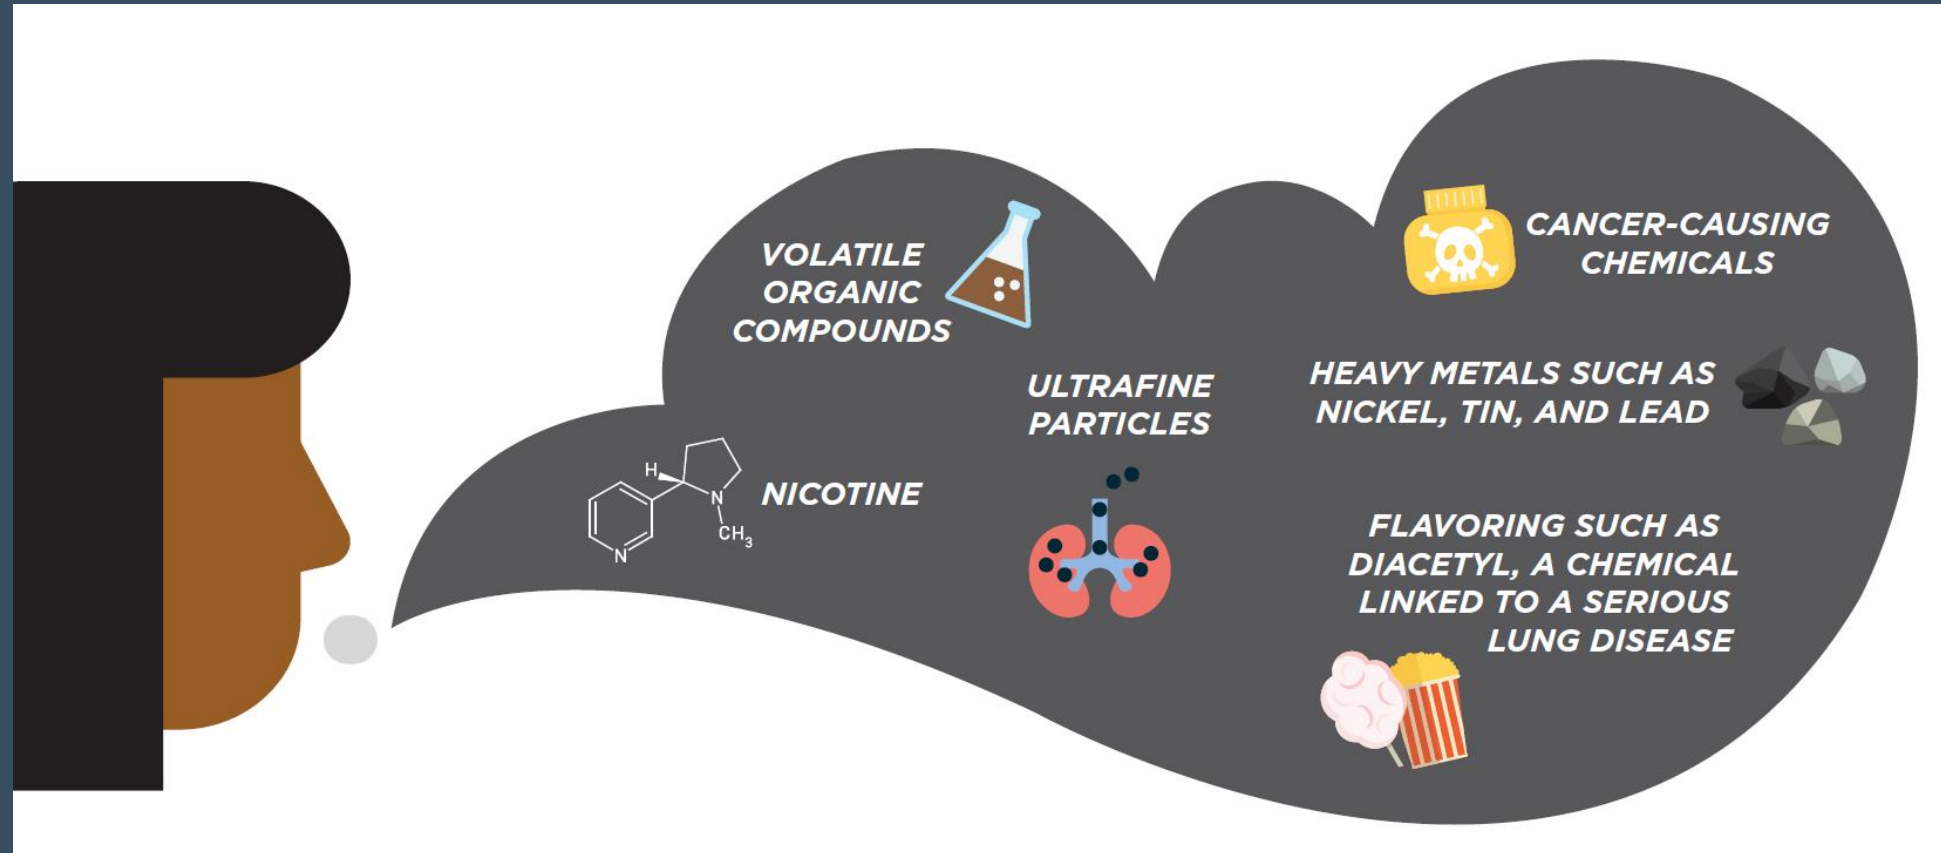 VOLATILE
ORGANIC
COMPOUNDS
CANCER-CAUSING
CHEMICALS
ULTRAFINE
PARTICLES
HEAVY METALS SUCH AS
NICKEL, TIN, AND LEAD
H
N
CH₃
N
NICOTINE
FLAVORING SUCH AS
DIACETYL, A CHEMICAL
LINKED TO A SERIOUS
LUNG DISEASE